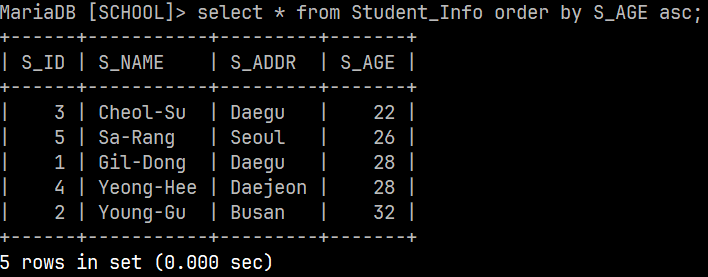 MariaDB [SCHOOL]> select * from Student_Info order by S_AGE asc;
+------+-----------+---------+-------+
| S_ID | S_NAME    | S_ADDR  | S_AGE |
+------+-----------+---------+-------+
|    3 | Cheol-Su  | Daegu   |    22 |
|    5 | Sa-Rang   | Seoul   |    26 |
|    1 | Gil-Dong  | Daegu   |    28 |
|    4 | Yeong-Hee | Daejeon |    28 |
|    2 | Young-Gu  | Busan   |    32 |
+------+-----------+---------+-------+
5 rows in set (0.000 sec)